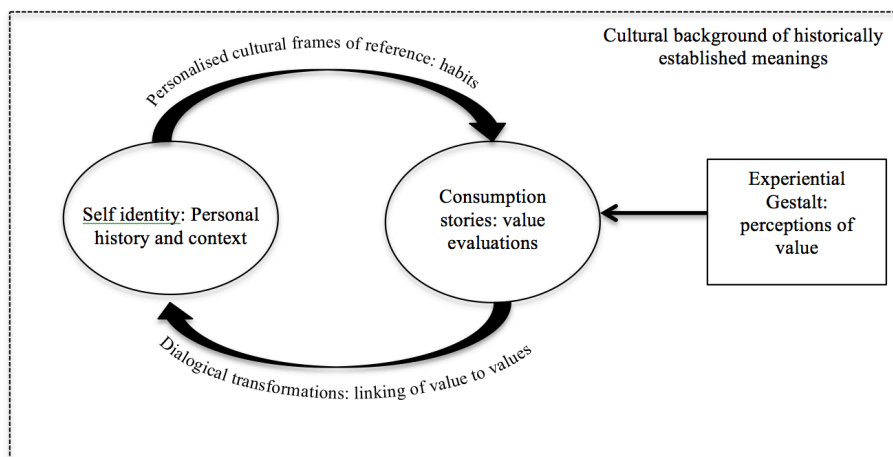 Cultural background of historically
established meanings
Personalised cultural frames of reference: habits
Self identity: Personal
history and context
Consumption
stories: value
evaluations
Experiential
Gestalt:
perceptions of
value
Dialogical transformations: linking of value to values